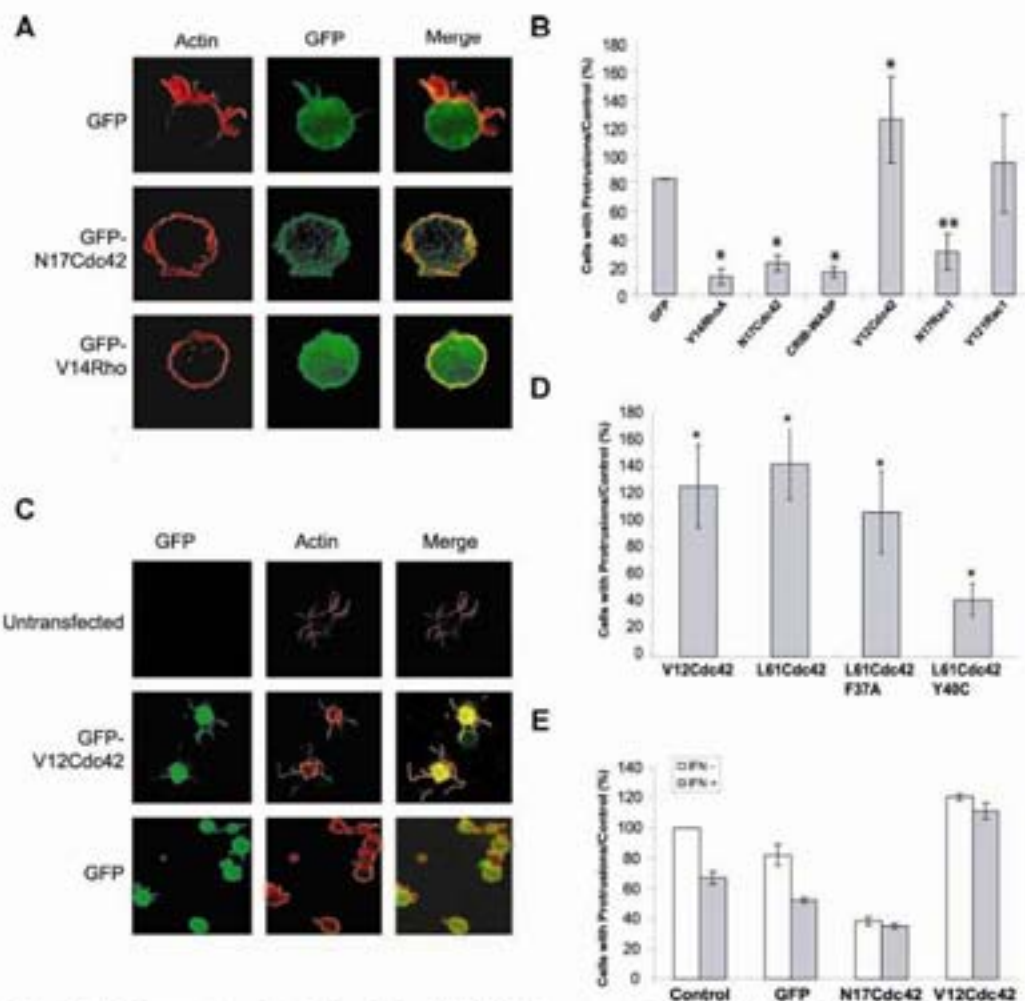 A
Actin GFP Merge
GFP
GFP-
N17Cdc42
GFP-
V14Rho
B
Cells with Protrusions/Control (%)
180
160
140
120
100
80
60
40
20
0
* * * * ** 
GFP V14RhoA N17Cdc42 CRIB-WASP V12Cdc42 N17Rac1 V121Rac1
C
GFP Actin Merge
Untransfected
GFP-
V12Cdc42
GFP
D
Cells with Protrusions/Control (%)
180
160
140
120
100
80
60
40
20
0
* * * *
V12Cdc42 L61Cdc42 L61Cdc42 L61Cdc42
F37A Y40C
E
Cells with Protrusions/Control (%)
140
120
100
80
60
40
20
0
IFN -
IFN +
Control GFP N17Cdc42 V12Cdc42